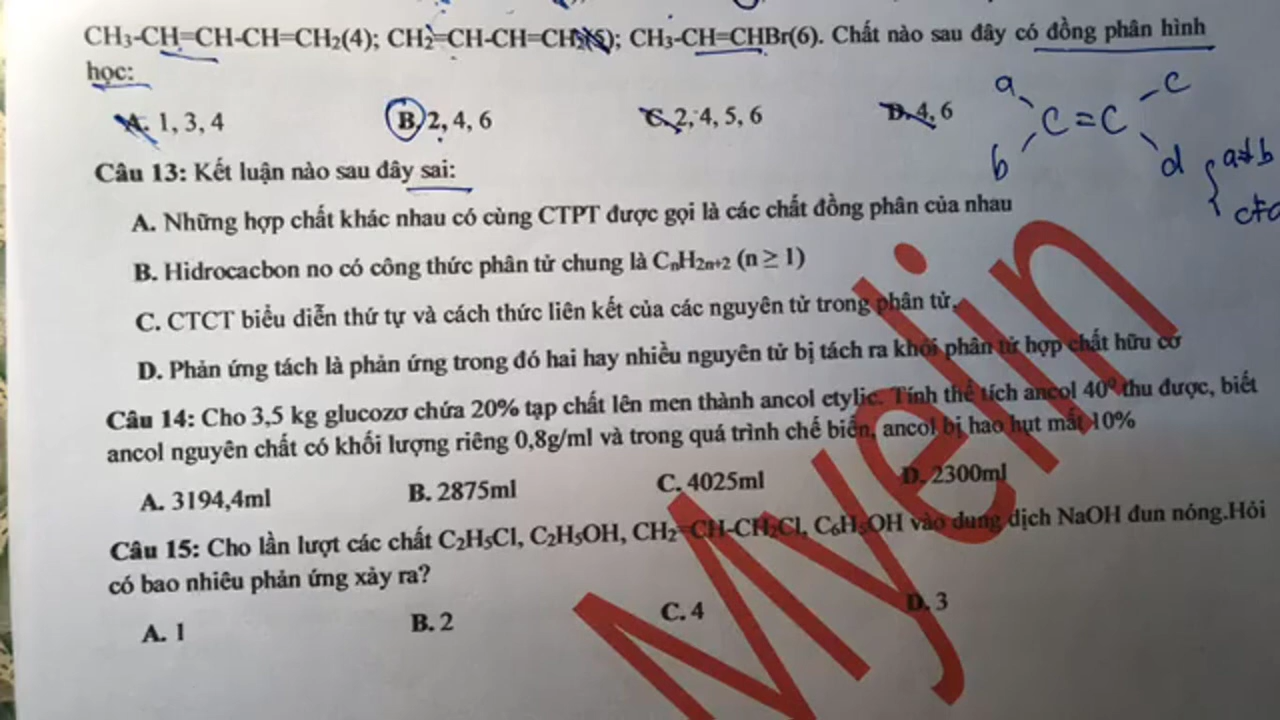 CH3-CH=CH-CH=CH2(4); CH2=CH-CH=CH2(5); CH3-CH=CHBr(6). Chất nào sau đây có đồng phân hình
học:
A. 1, 3, 4 B. 2, 4, 6 C. 2, 4, 5, 6 D. 4, 6
a c
C=C
b d
a≠b
c≠d
Câu 13: Kết luận nào sau đây sai:
A. Những hợp chất khác nhau có cùng CTPT được gọi là các chất đồng phân của nhau
B. Hidrocacbon no có công thức phân tử chung là CnH2n+2 (n ≥ 1)
C. CTCT biểu diễn thứ tự và cách thức liên kết của các nguyên tử trong phân tử.
D. Phản ứng tách là phản ứng trong đó hai hay nhiều nguyên tử bị tách ra khỏi phân tử hợp chất hữu cơ
Câu 14: Cho 3,5 kg glucozơ chứa 20% tạp chất lên men thành ancol etylic. Tính thể tích ancol 40⁰ thu được, biết
ancol nguyên chất có khối lượng riêng 0,8g/ml và trong quá trình chế biến, ancol bị hao hụt mất 10%
A. 3194,4ml B. 2875ml C. 4025ml D. 2300ml
Câu 15: Cho lần lượt các chất C2H5Cl, C2H5OH, CH2=CH-CH2Cl, C6H5OH vào dung dịch NaOH đun nóng.Hỏi
có bao nhiêu phản ứng xảy ra?
A. 1 B. 2 C. 4 D. 3
Myelin